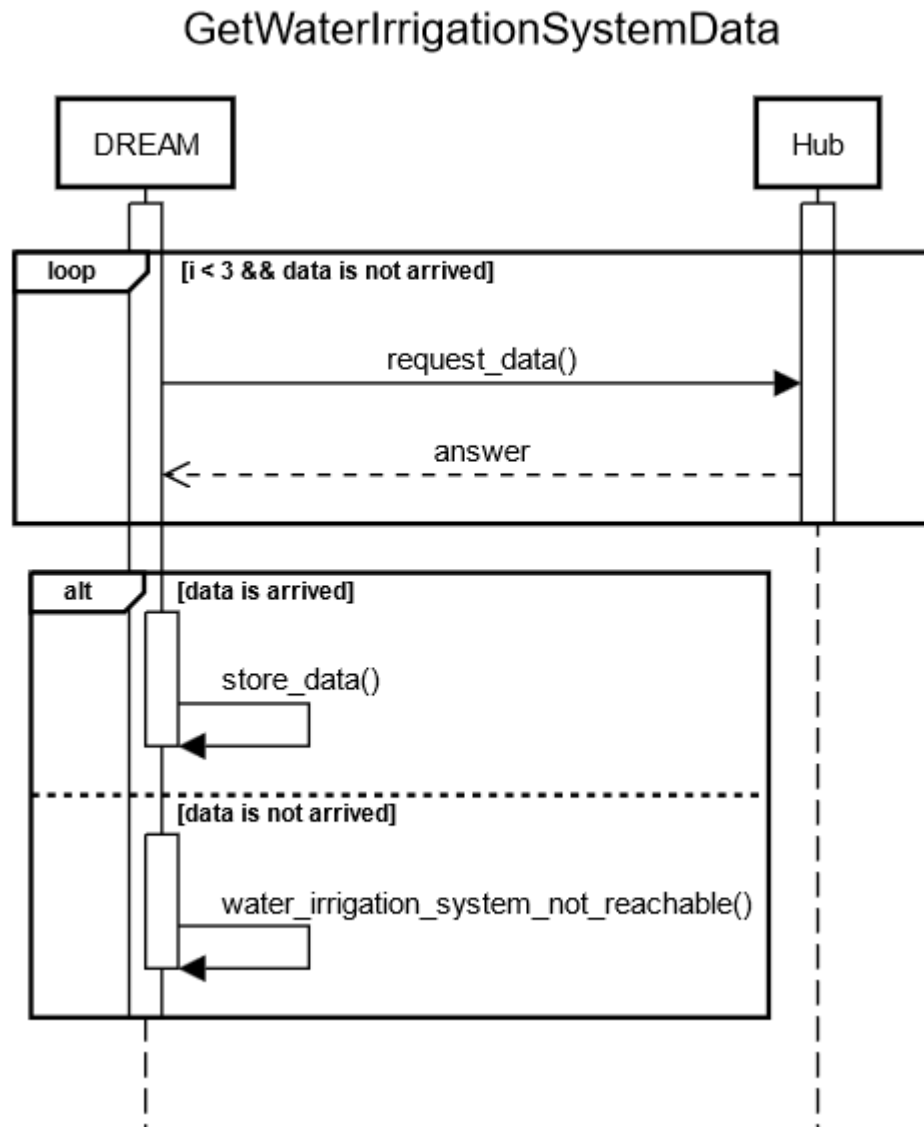 GetWaterIrrigationSystemData
DREAM
Hub
loop
[i < 3 && data is not arrived]
request_data()
answer
alt
[data is arrived]
store_data()
[data is not arrived]
water_irrigation_system_not_reachable()